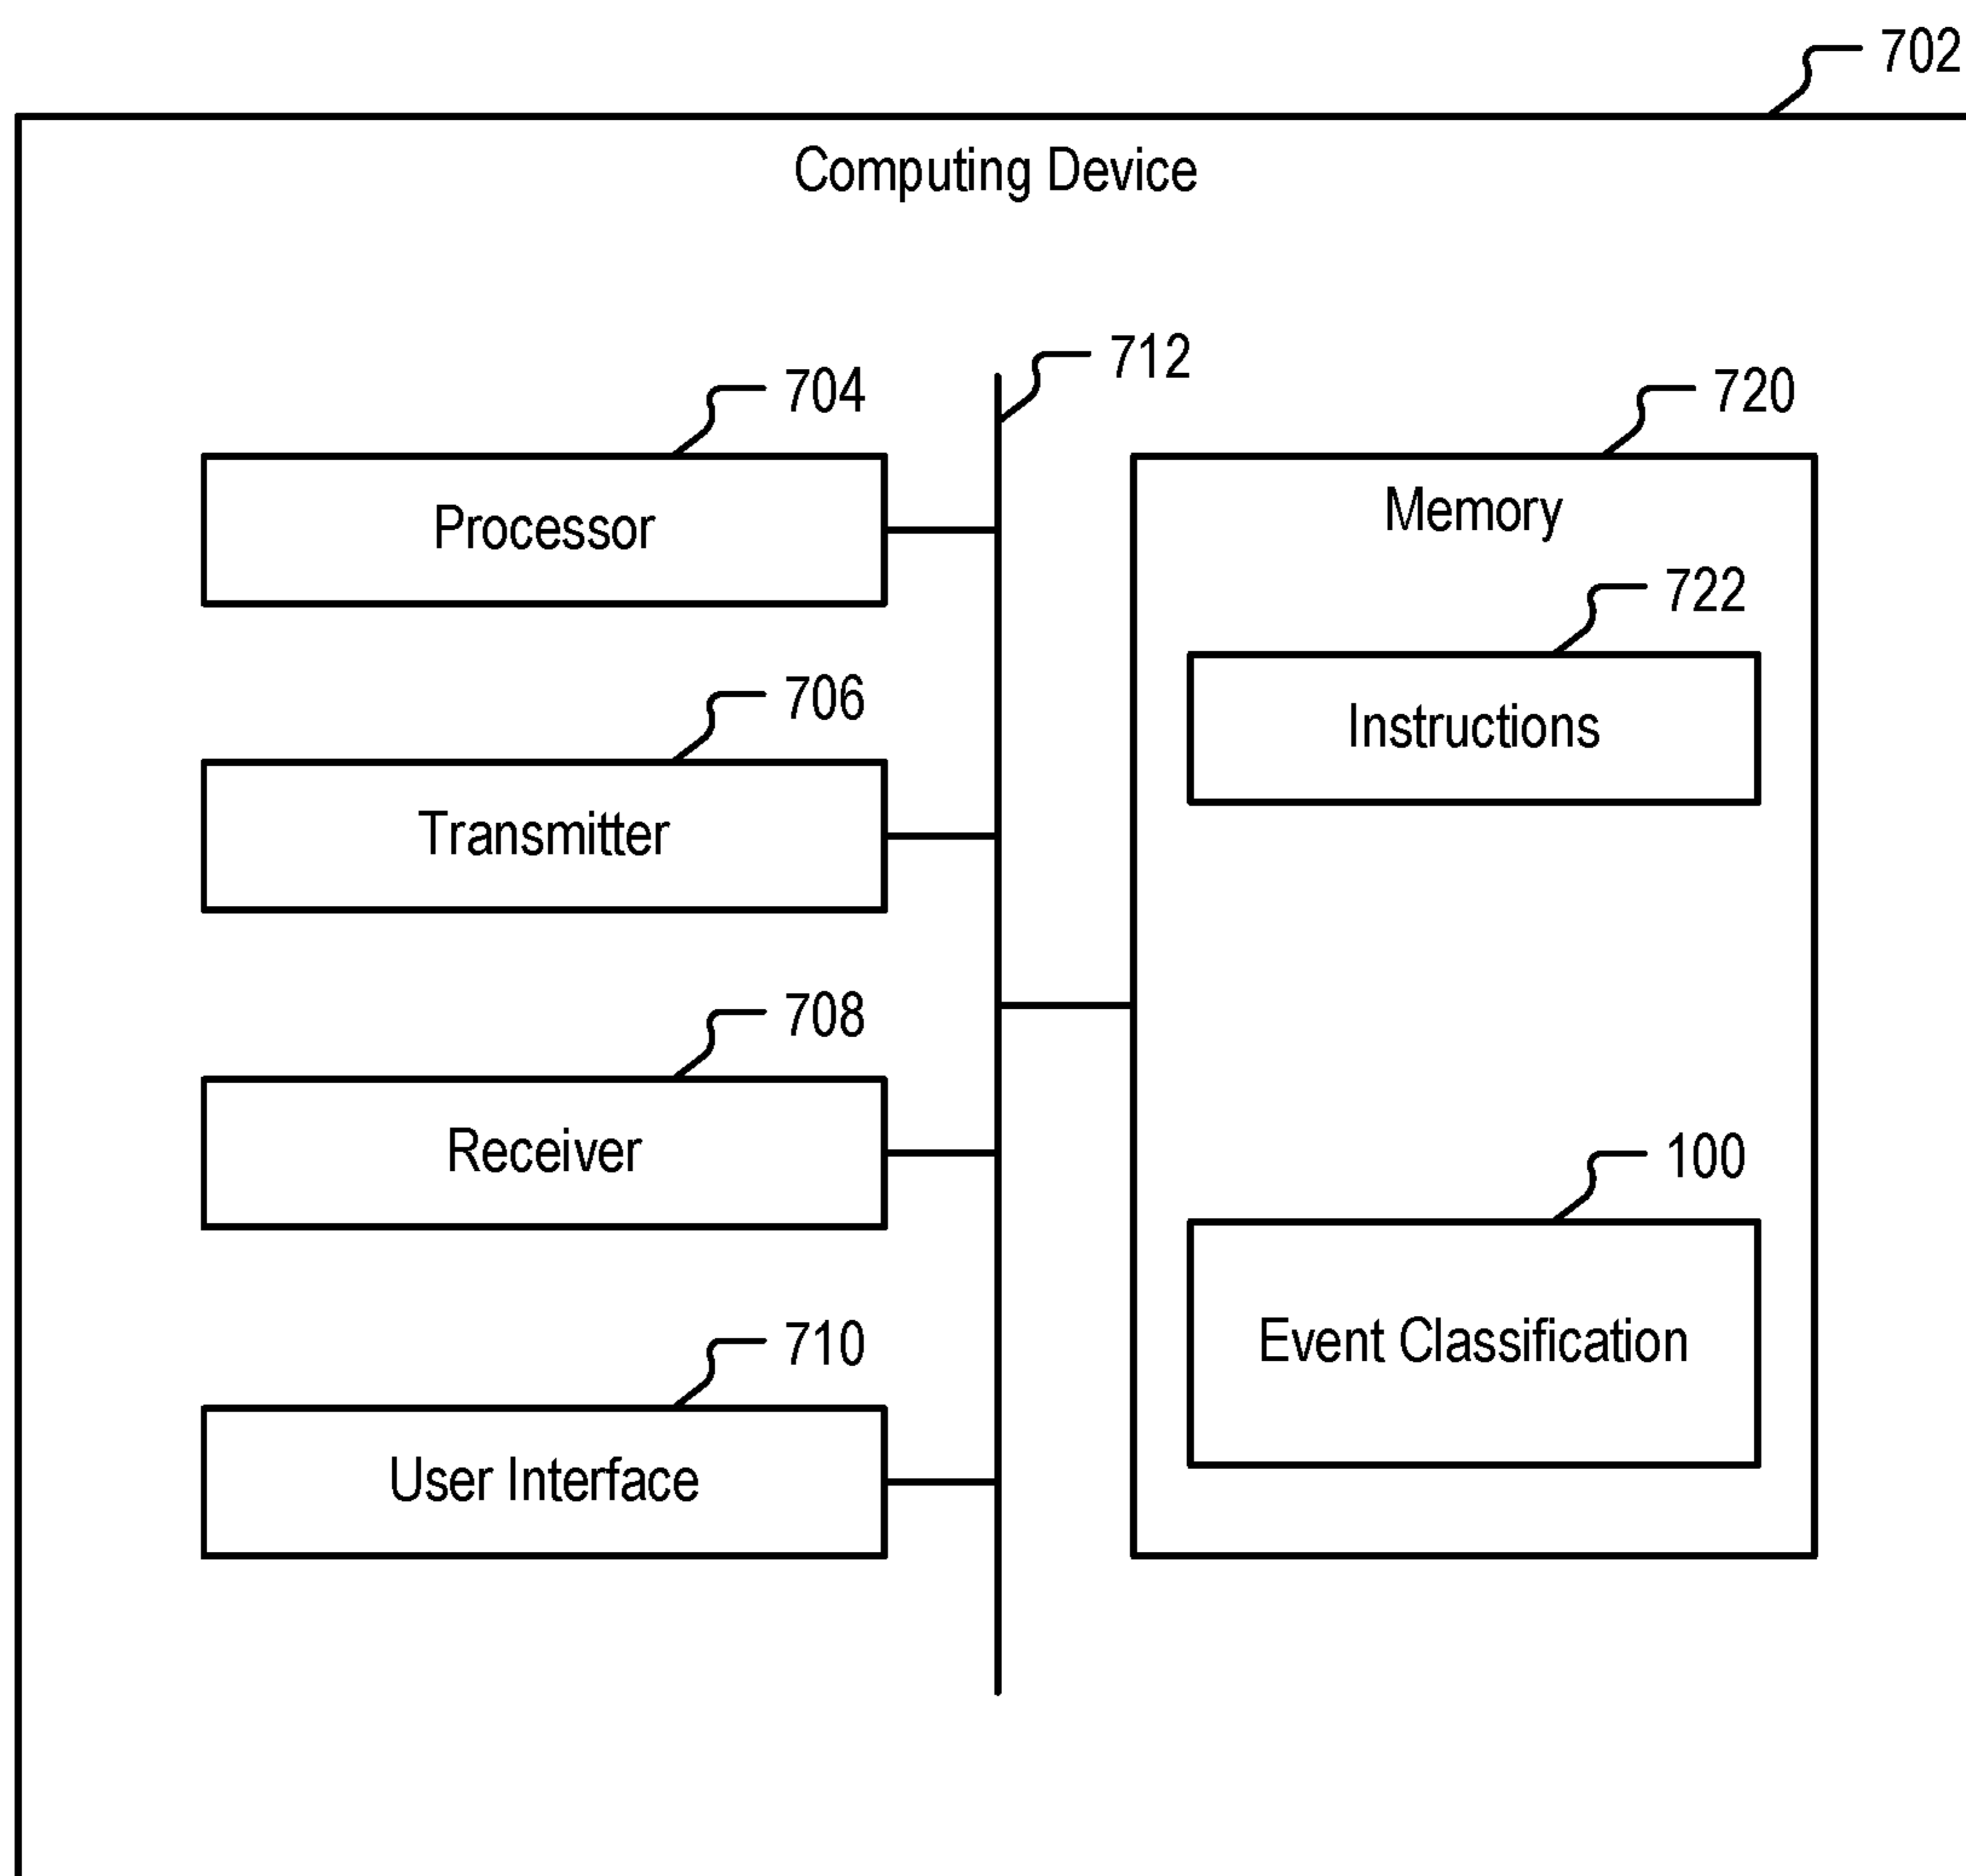 702
Computing Device
712
704
720
Processor
Memory
722
706
Instructions
Transmitter
708
Receiver
100
710
Event Classification
User Interface